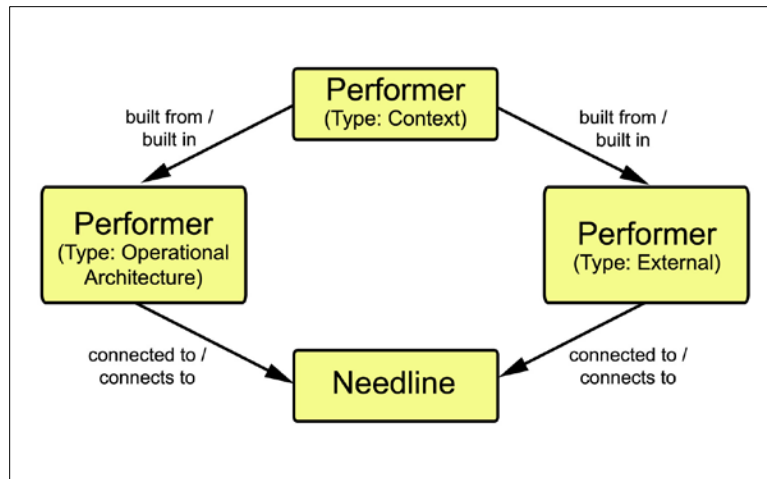 Performer
(Type: Context)
built from /
built in
built from /
built in
Performer
(Type: Operational
Architecture)
Performer
(Type: External)
connected to /
connects to
Needline
connected to /
connects to